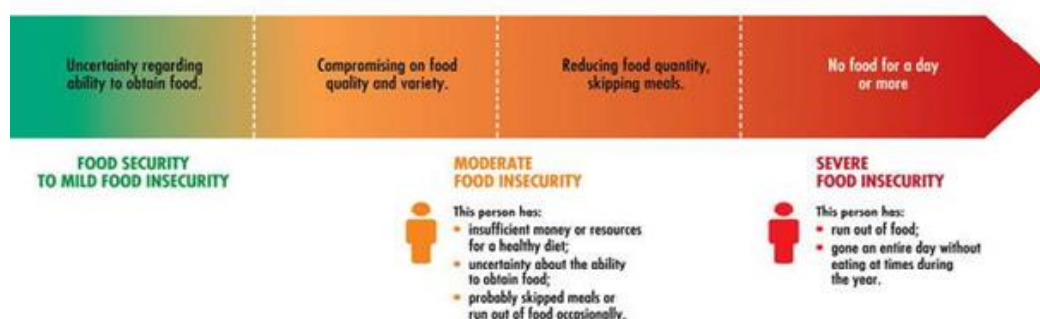 Uncertainty regarding
ability to obtain food.
Compromising on food
quality and variety.
Reducing food quantity,
skipping meals.
No food for a day
or more
FOOD SECURITY
TO MILD FOOD INSECURITY
MODERATE
FOOD INSECURITY
This person has:
• insufficient money or resources
for a healthy diet;
• uncertainty about the ability
to obtain food;
• probably skipped meals or
run out of food occasionally.
SEVERE
FOOD INSECURITY
This person has:
• run out of food;
• gone an entire day without
eating at times during
the year.